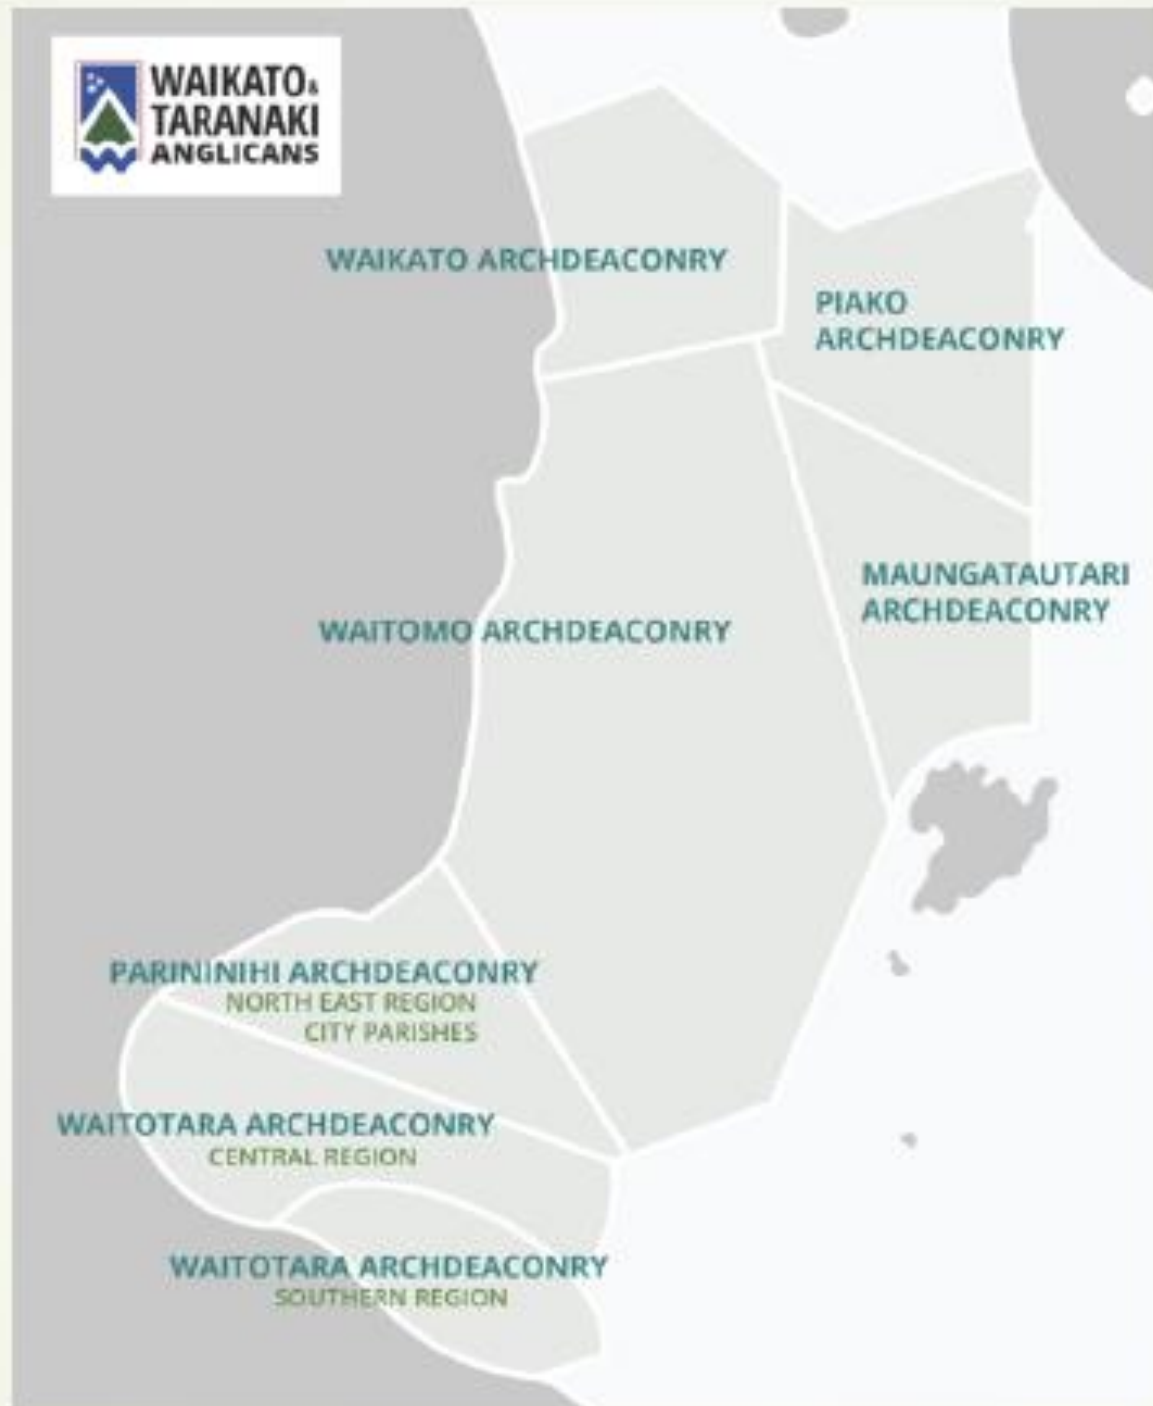 WAIKATO &
TARANAKI
ANGLICANS
WAIKATO ARCHDEACONRY
PIAKO
ARCHDEACONRY
MAUNGATAUTARI
ARCHDEACONRY
WAITOMO ARCHDEACONRY
PARININIHI ARCHDEACONRY
NORTH EAST REGION
CITY PARISHES
WAITOTARA ARCHDEACONRY
CENTRAL REGION
WAITOTARA ARCHDEACONRY
SOUTHERN REGION